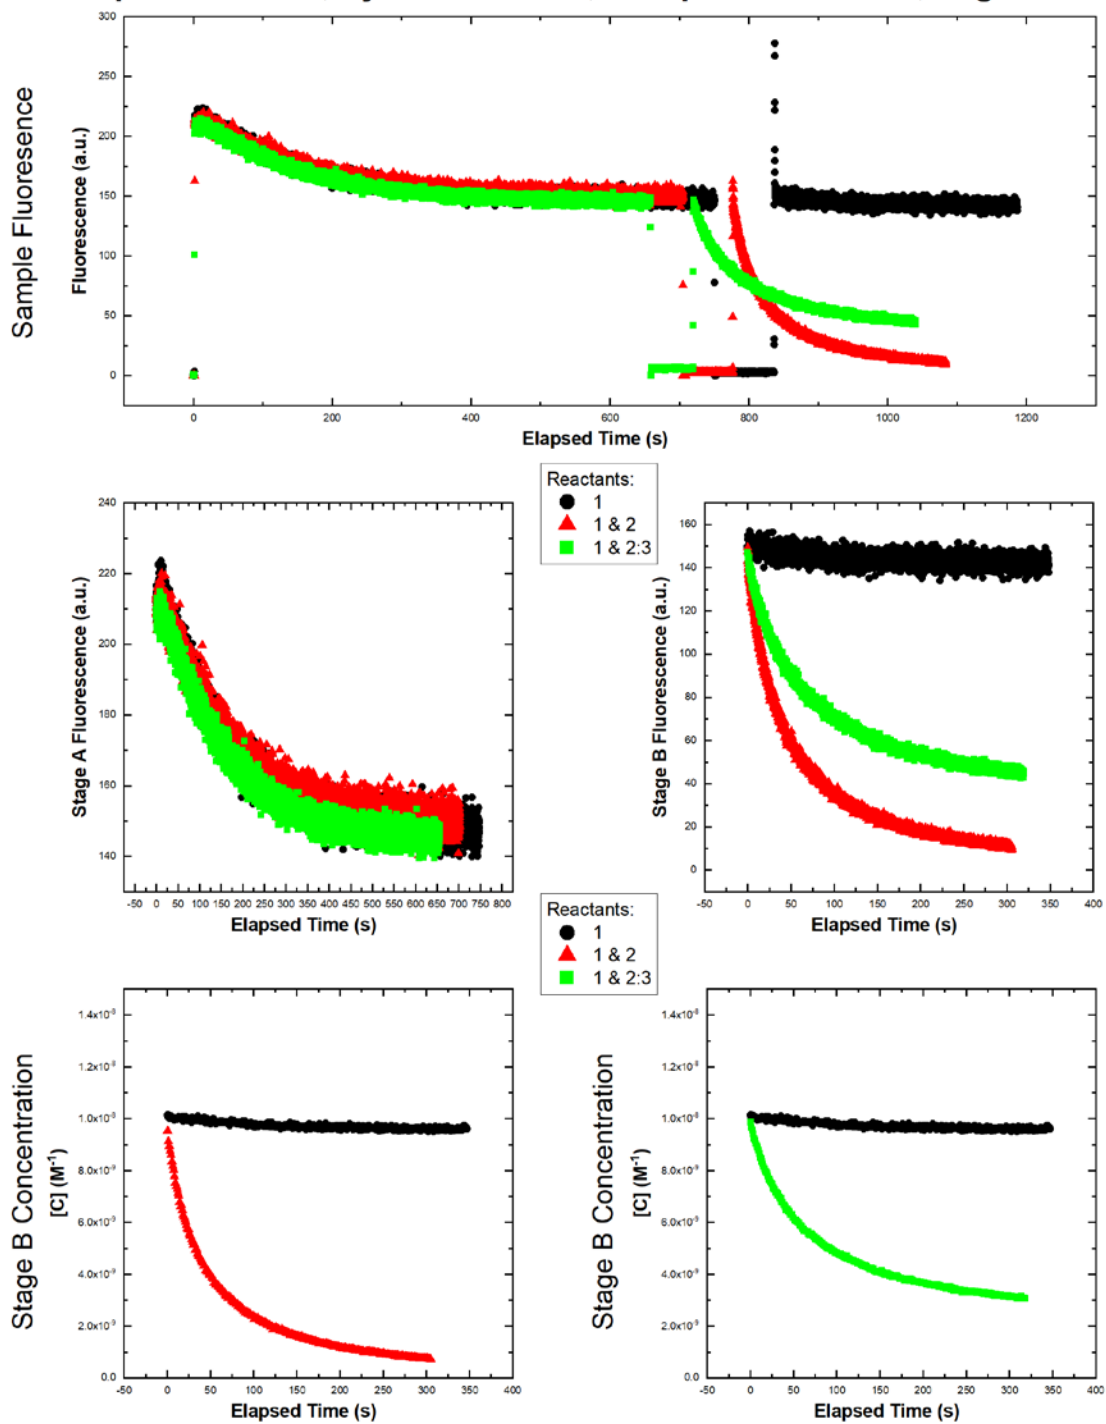 Sample Fluoresence
Fluorescence (a.u.)
300
250
200
150
100
50
0
0 200 400 600 800 1000 1200
Elapsed Time (s)
Reactants:
1
1 & 2
1 & 2:3
Stage A Fluorescence (a.u.)
240
220
200
180
160
140
-50 0 50 100 150 200 250 300 350 400 450 500 550 600 650 700 750 800
Elapsed Time (s)
Stage B Fluorescence (a.u.)
160
140
120
100
80
60
40
20
0
-50 0 50 100 150 200 250 300 350 400
Elapsed Time (s)
Reactants:
1
1 & 2
1 & 2:3
Stage B Concentration
[C] (M⁻¹)
1.4x10⁻⁸
1.2x10⁻⁸
1.0x10⁻⁸
8.0x10⁻⁹
6.0x10⁻⁹
4.0x10⁻⁹
2.0x10⁻⁹
0.0
-50 0 50 100 150 200 250 300 350 400
Elapsed Time (s)
Stage B Concentration
[C] (M⁻¹)
1.4x10⁻⁸
1.2x10⁻⁸
1.0x10⁻⁸
8.0x10⁻⁹
6.0x10⁻⁹
4.0x10⁻⁹
2.0x10⁻⁹
0.0
-50 0 50 100 150 200 250 300 350 400
Elapsed Time (s)